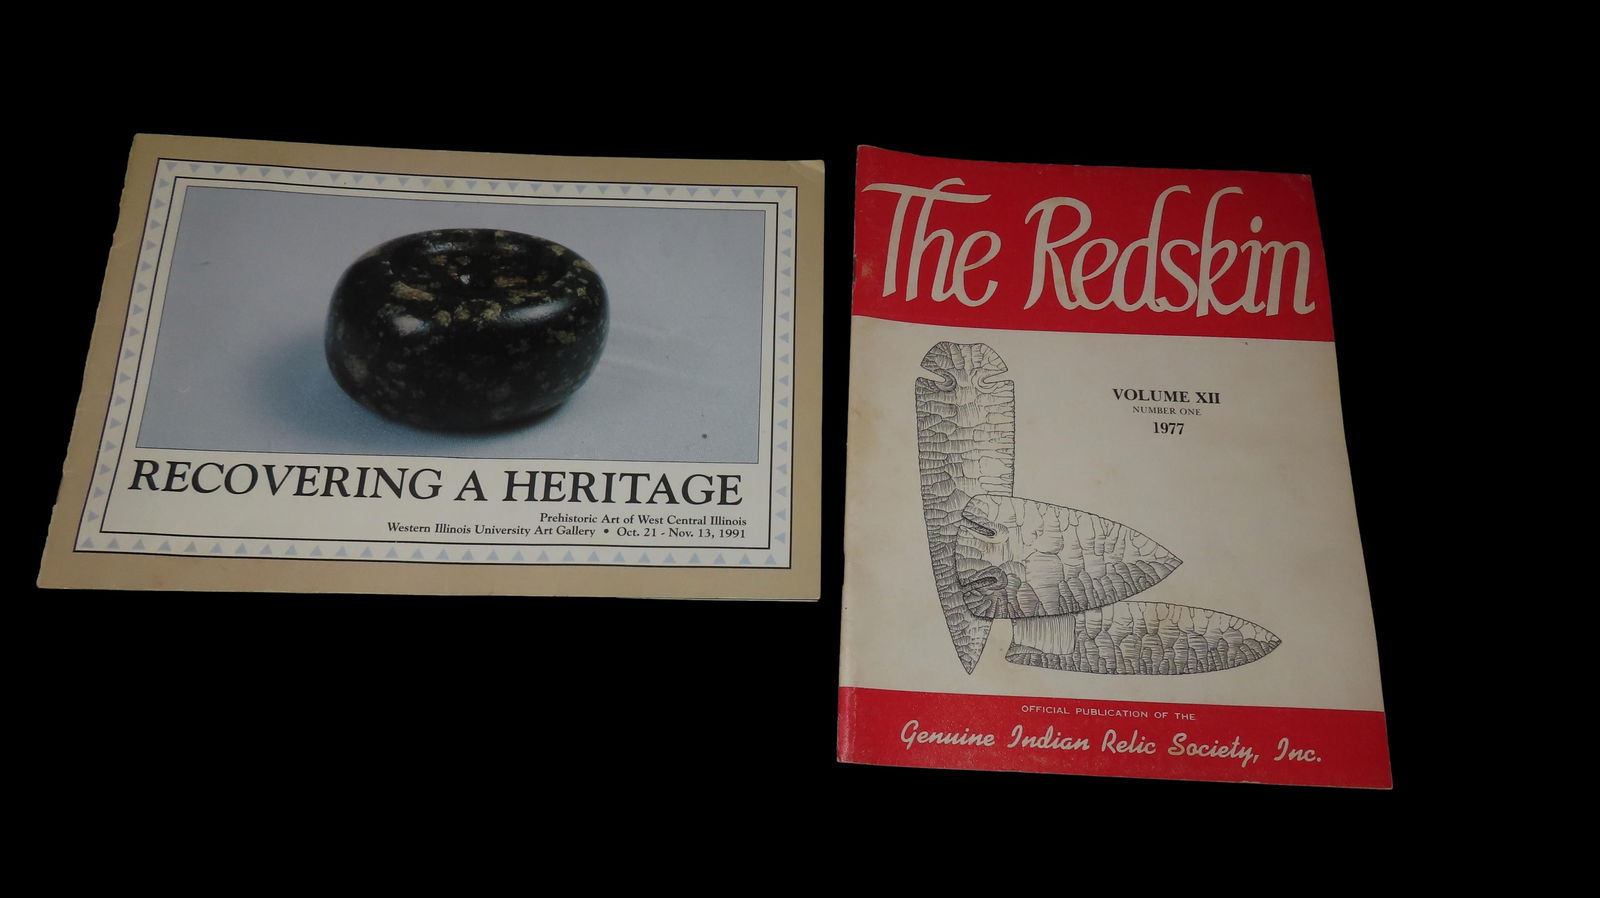 RECOVERING A HERITAGE
Prehistoric Art of West Central Illinois
Western Illinois University Art Gallery • Oct. 21 - Nov. 13, 1991
The Redskin
VOLUME XII
NUMBER ONE
1977
OFFICIAL PUBLICATION OF THE
Genuine Indian Relic Society, Inc.